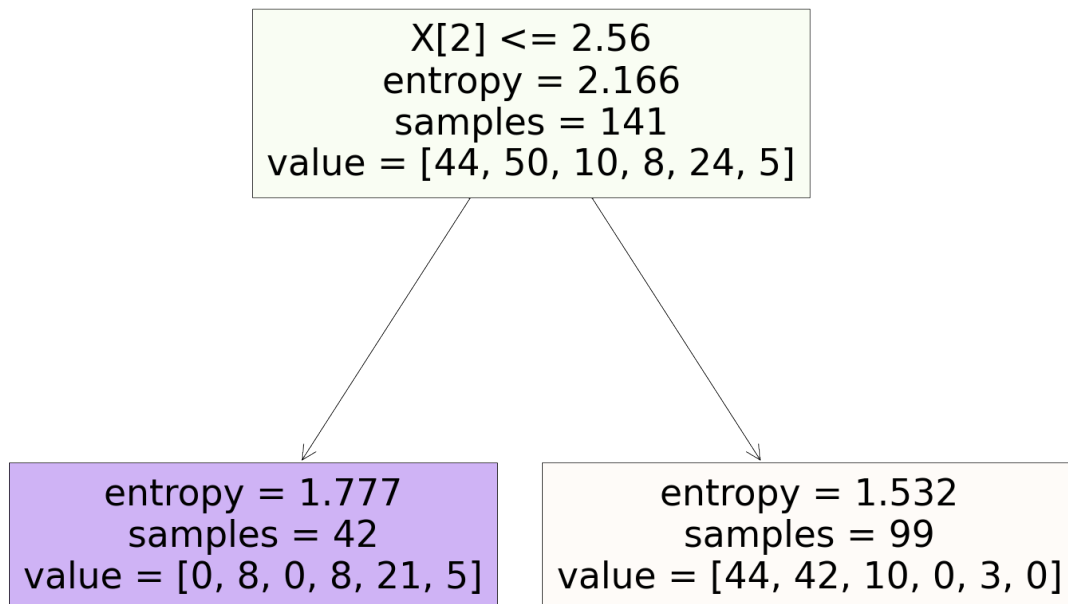 X[2] <= 2.56
entropy = 2.166
samples = 141
value = [44, 50, 10, 8, 24, 5]
entropy = 1.777
samples = 42
value = [0, 8, 0, 8, 21, 5]
entropy = 1.532
samples = 99
value = [44, 42, 10, 0, 3, 0]